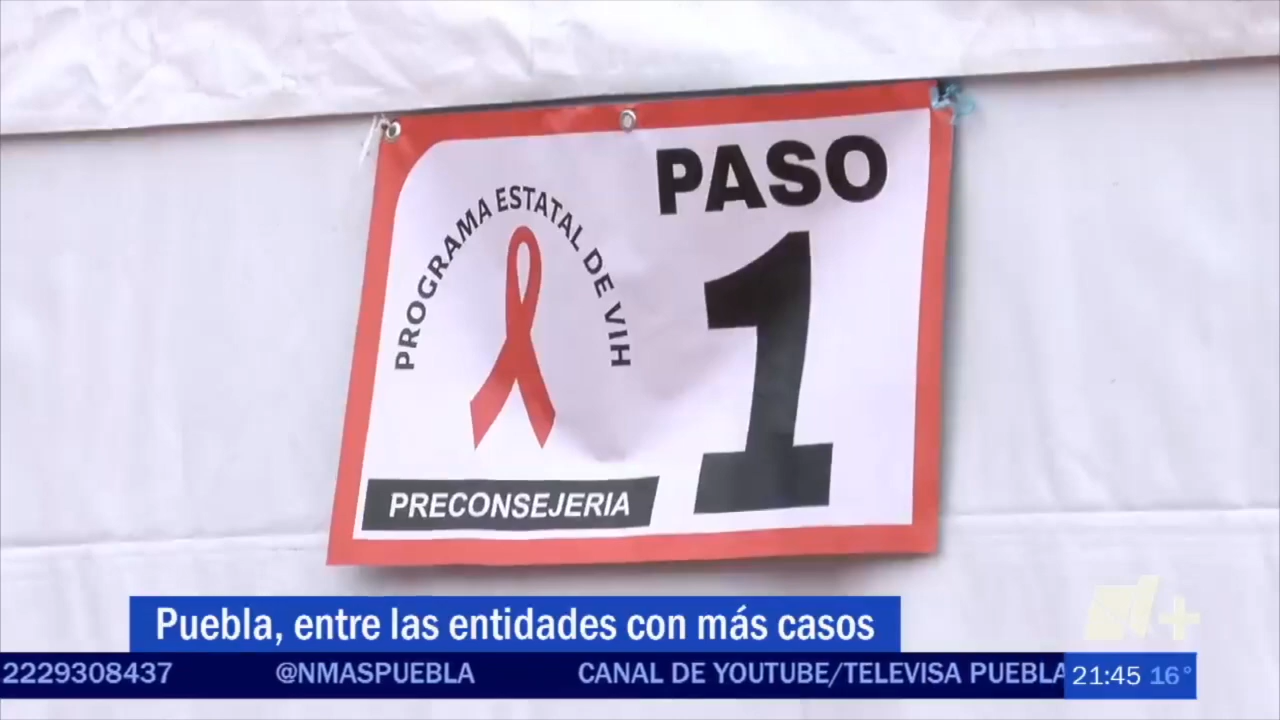 PASO
1
PROGRAMA ESTATAL DE VIH
PRECONSEJERIA
Puebla, entre las entidades con más casos
2229308437 @NMASPUEBLA CANAL DE YOUTUBE/TELEVISA PUEBLA
21:45 16°
N+